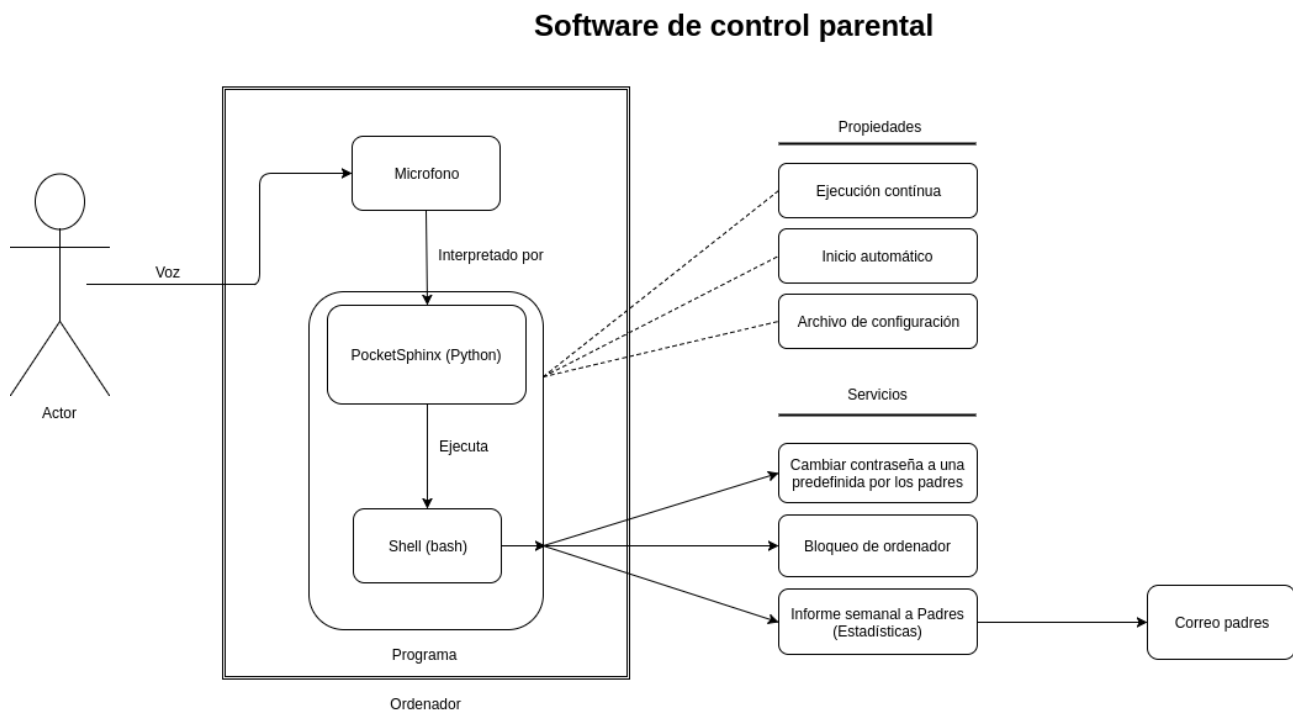 Software de control parental
Propiedades
Microfono
Ejecución contínua
Interpretado por
Inicio automático
Voz
Archivo de configuración
PocketSphinx (Python)
Actor
Servicios
Ejecuta
Cambiar contraseña a una
predefinida por los padres
Shell (bash)
Bloqueo de ordenador
Informe semanal a Padres
(Estadísticas)
Correo padres
Programa
Ordenador